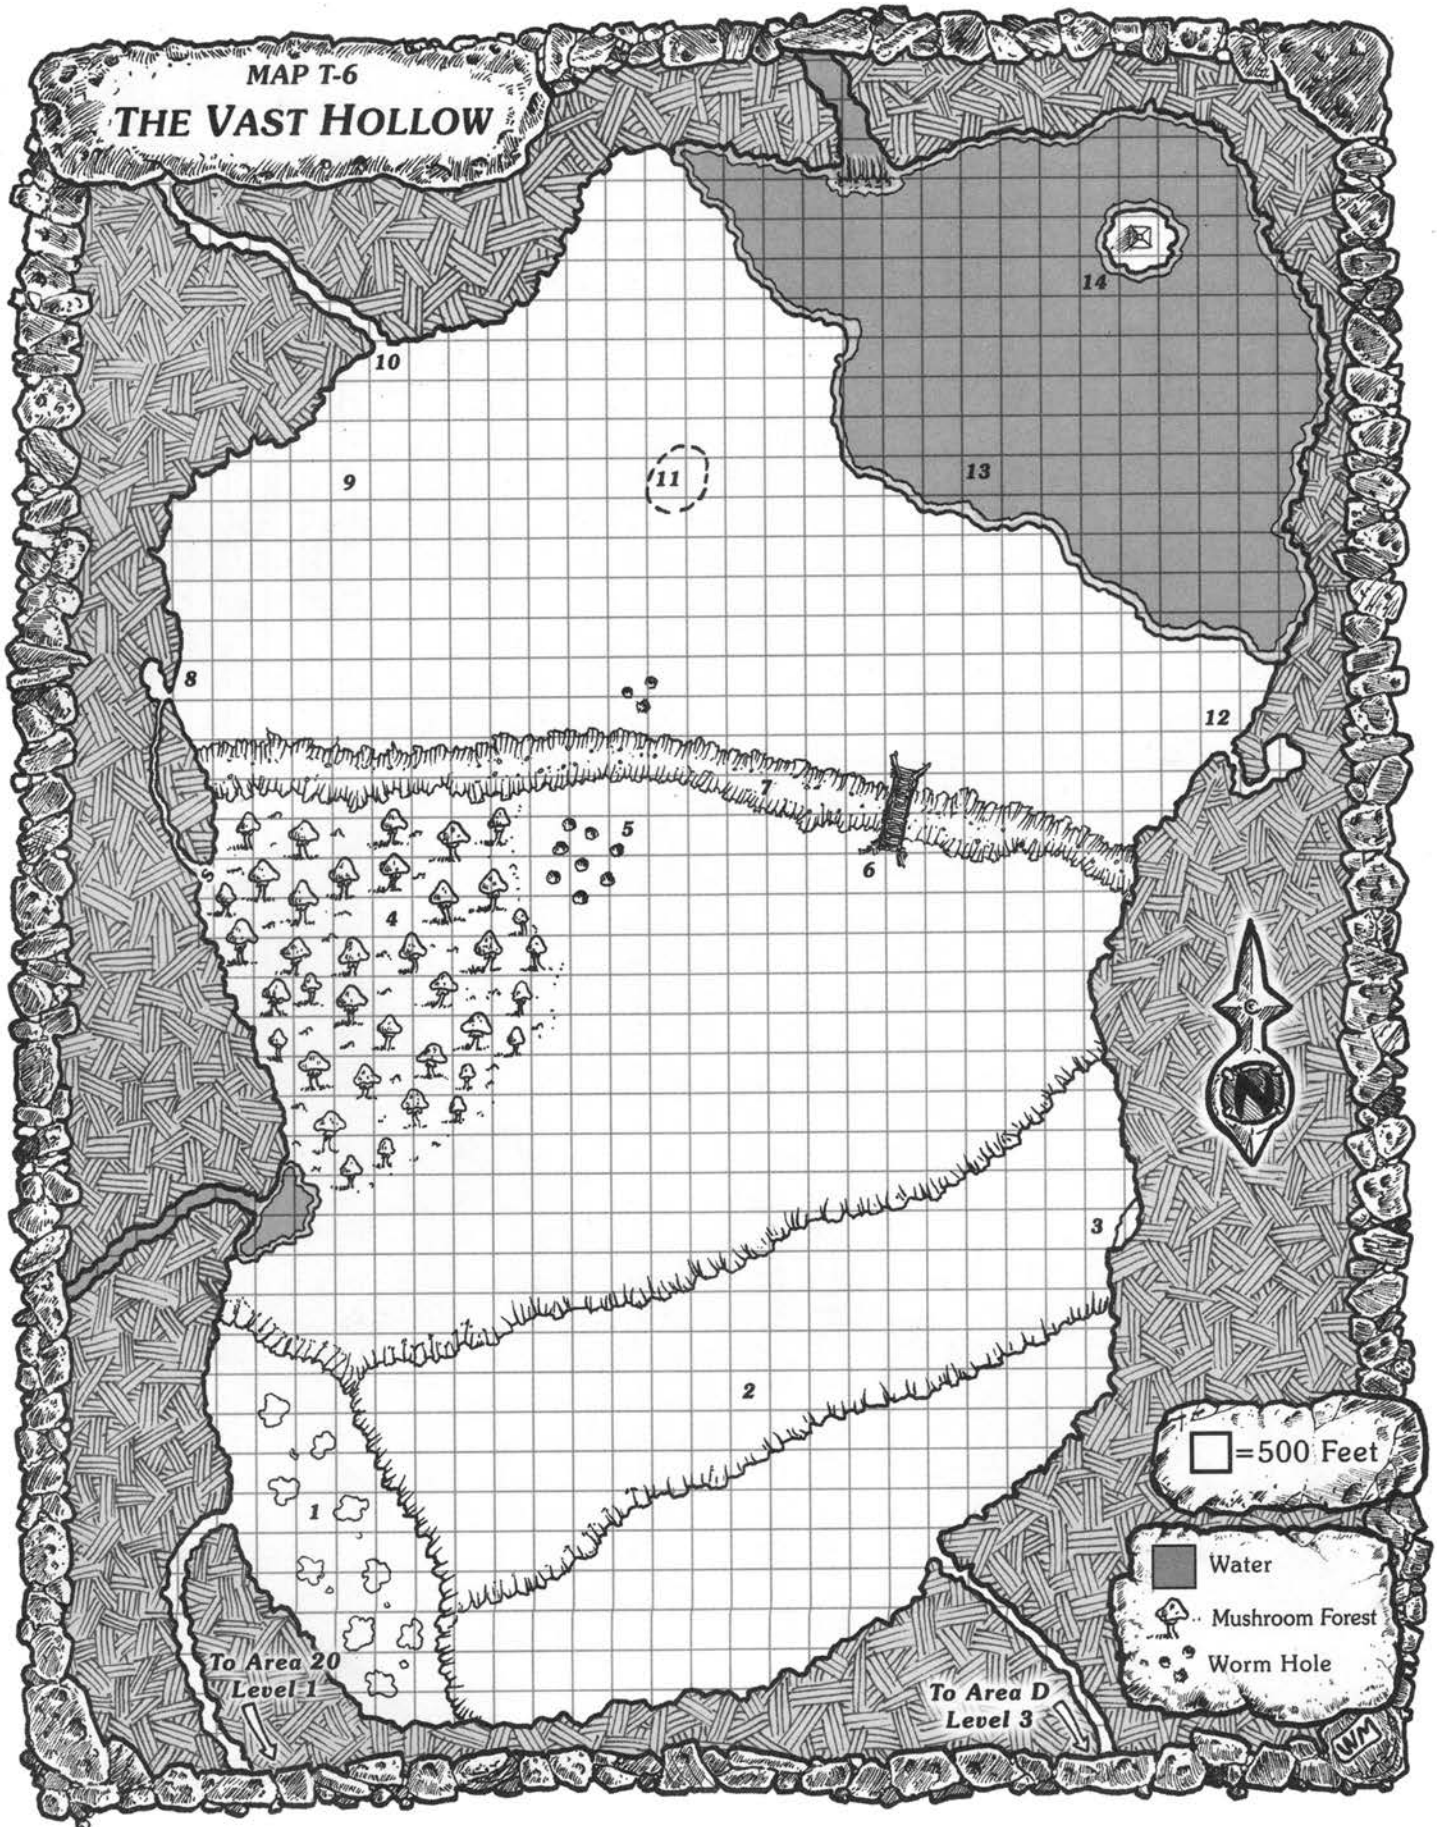 MAP T-6
THE VAST HOLLOW
14
10
13
9
11
8
12
7
5
6
S
4
N
3
2
=500 Feet
1
Water
Mushroom Forest
Worm Hole
To Area 20
Level 1
To Area D
Level 3
WM